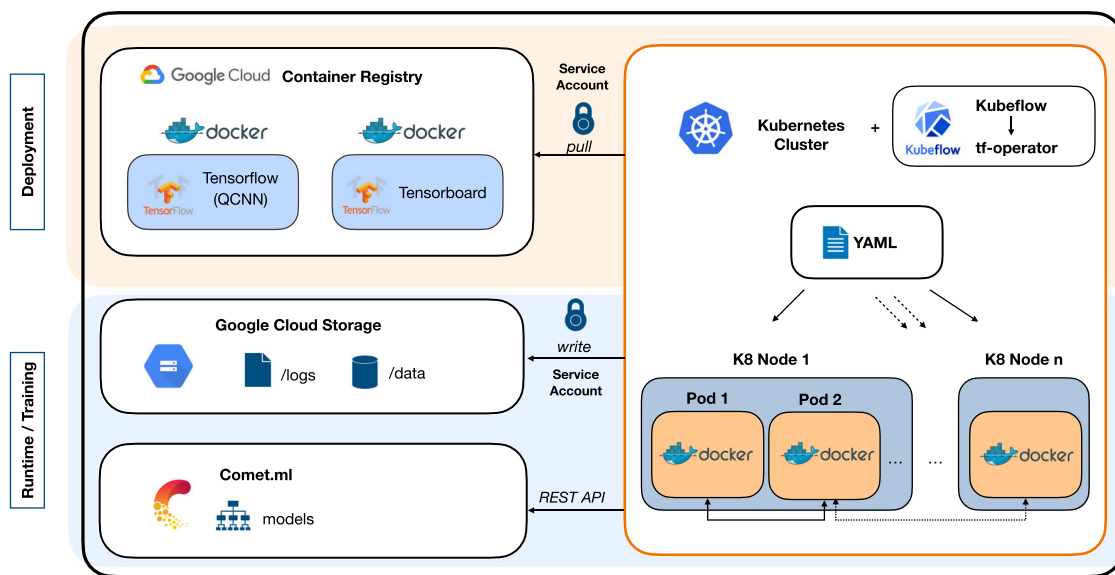 Deployment
Google Cloud Container Registry
docker
docker
TensorFlow
Tensorflow
(QCNN)
TensorFlow
Tensorboard
Service
Account
pull
Kubernetes
Cluster
+
Kubeflow
Kubeflow
tf-operator
YAML
Runtime / Training
Google Cloud Storage
/logs
/data
write
Service
Account
Comet.ml
models
REST API
K8 Node 1
K8 Node n
Pod 1
Pod 2
docker
docker
...
...
docker